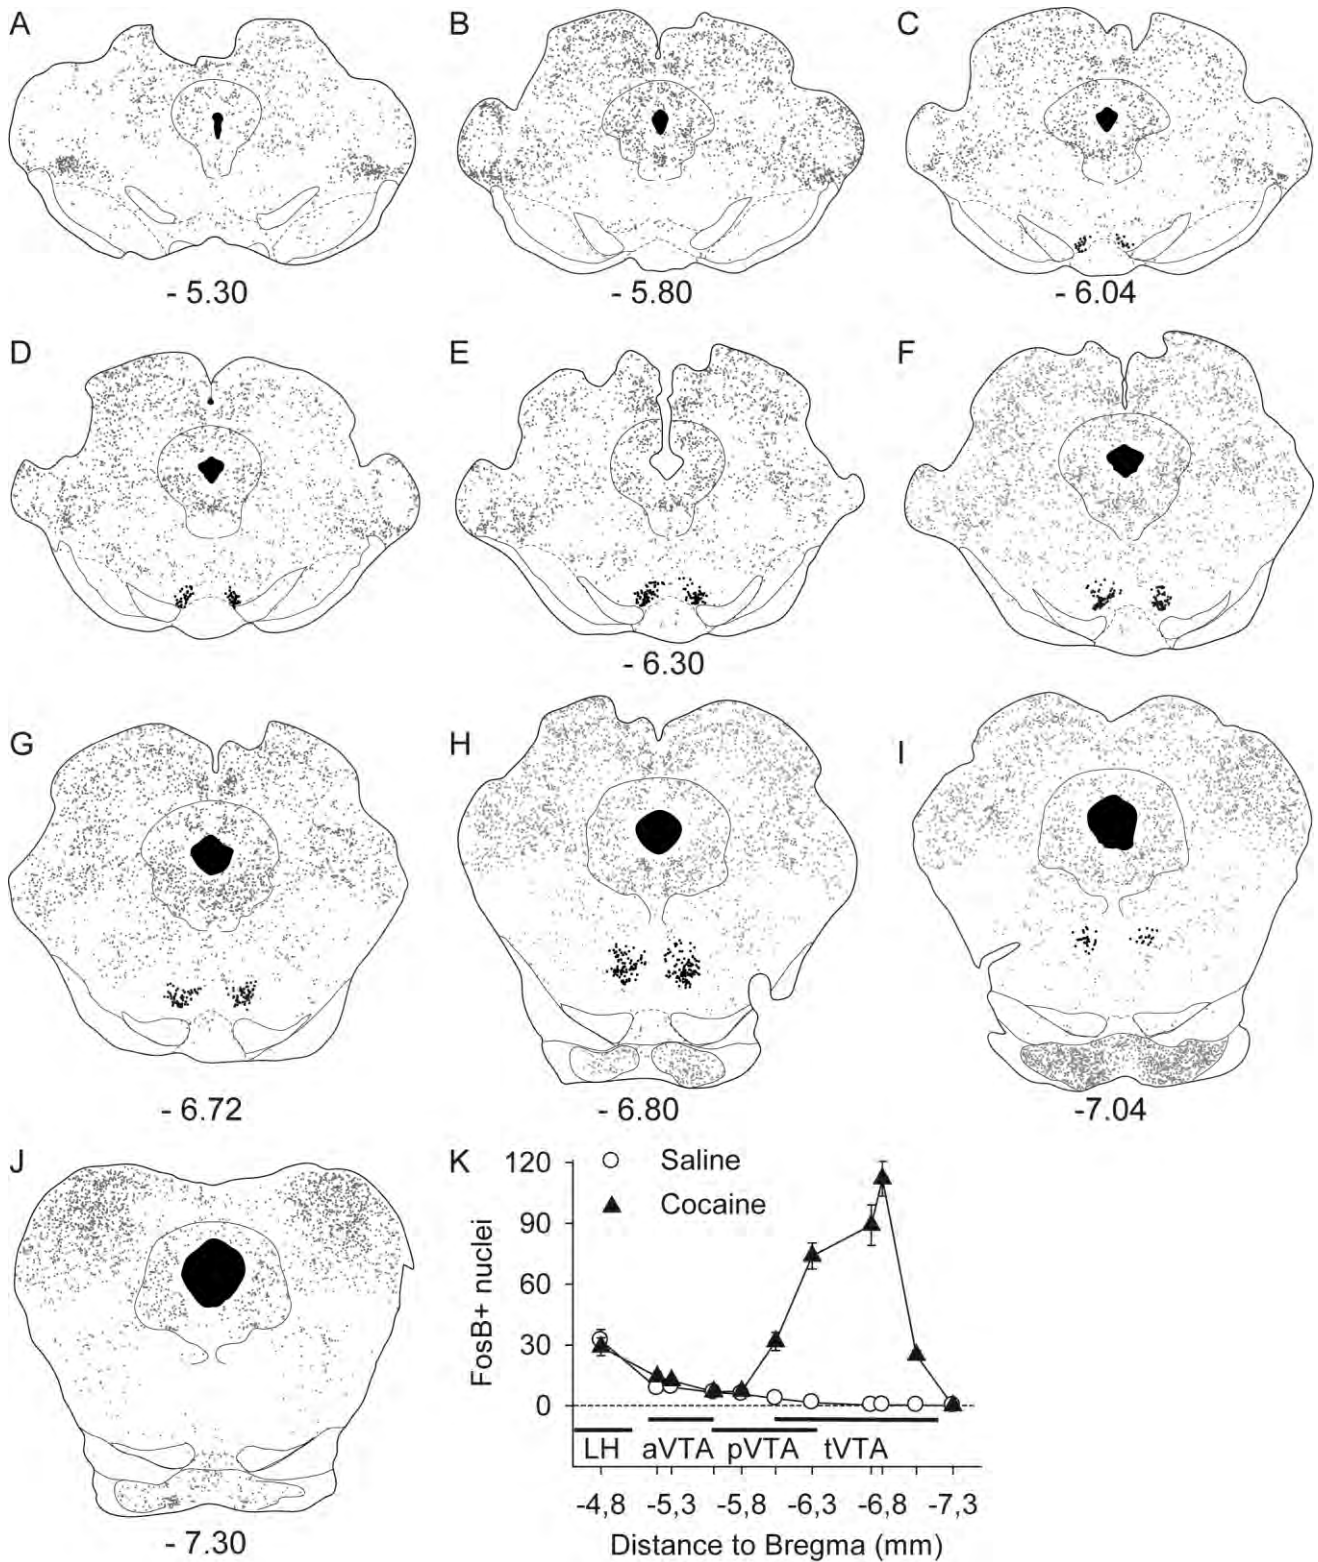 A
B
C
- 5.30
- 5.80
- 6.04
D
E
F
- 6.30
G
H
I
- 6.72
- 6.80
-7.04
J
K
- 7.30
120
90
60
30
0
FosB+ nuclei
Saline
Cocaine
LH aVTA pVTA tVTA
-4,8 -5,3 -5,8 -6,3 -6,8 -7,3
Distance to Bregma (mm)